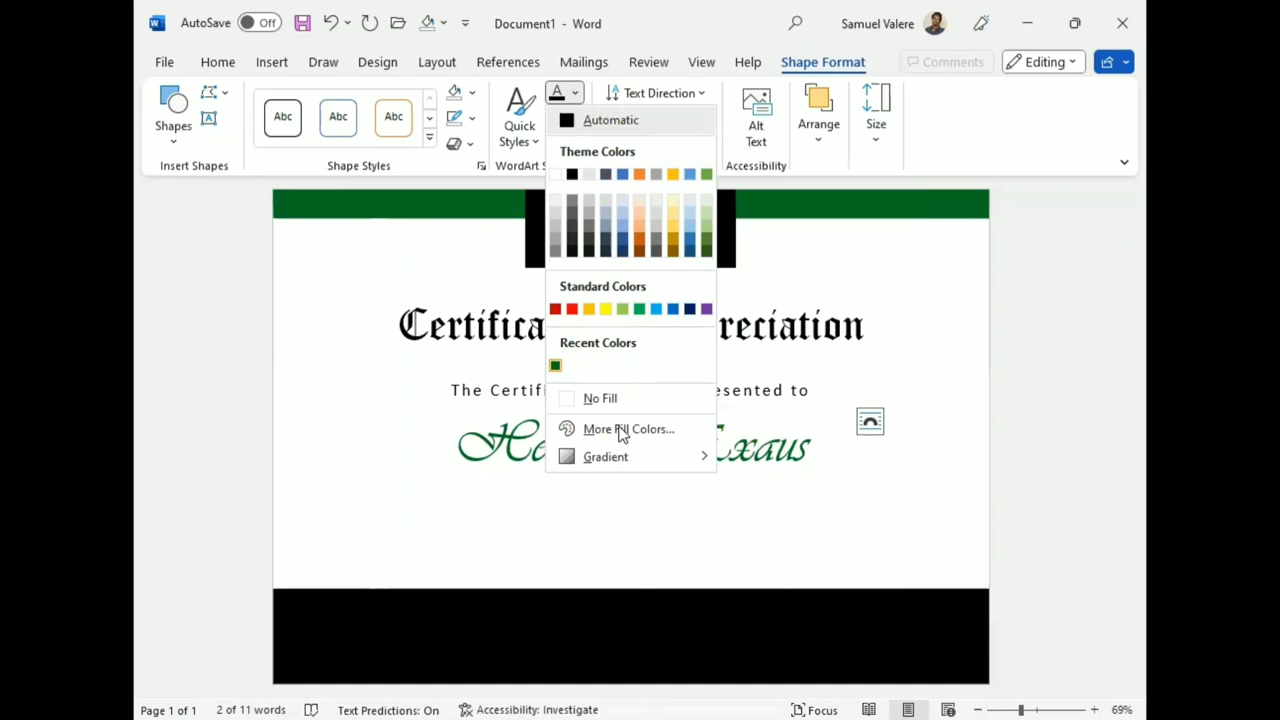 AutoSave Off Document1 - Word Samuel Valere
File Home Insert Draw Design Layout References Mailings Review View Help Shape Format Comments Editing
Shapes
Insert Shapes
Abc Abc Abc
Shape Styles
Quick
Styles
WordArt S
A
Text Direction
Alt
Text
Accessibility
Arrange
Size
Automatic
Theme Colors
Standard Colors
Recent Colors
No Fill
More Fill Colors...
Gradient
Certifica reciation
The Certif esented to
He Exaus
Page 1 of 1 2 of 11 words Text Predictions: On Accessibility: Investigate Focus 69%